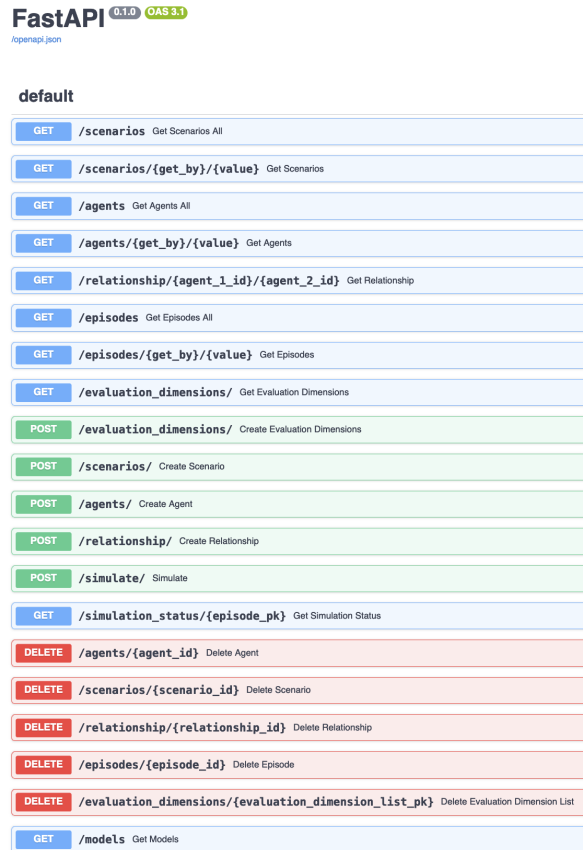 FastAPI 0.1.0 OAS 3.1
/openapi.json
default
GET /scenarios Get Scenarios All
GET /scenarios/{get_by}/{value} Get Scenarios
GET /agents Get Agents All
GET /agents/{get_by}/{value} Get Agents
GET /relationship/{agent_1_id}/{agent_2_id} Get Relationship
GET /episodes Get Episodes All
GET /episodes/{get_by}/{value} Get Episodes
GET /evaluation_dimensions/ Get Evaluation Dimensions
POST /evaluation_dimensions/ Create Evaluation Dimensions
POST /scenarios/ Create Scenario
POST /agents/ Create Agent
POST /relationship/ Create Relationship
POST /simulate/ Simulate
GET /simulation_status/{episode_pk} Get Simulation Status
DELETE /agents/{agent_id} Delete Agent
DELETE /scenarios/{scenario_id} Delete Scenario
DELETE /relationship/{relationship_id} Delete Relationship
DELETE /episodes/{episode_id} Delete Episode
DELETE /evaluation_dimensions/{evaluation_dimension_list_pk} Delete Evaluation Dimension List
GET /models Get Models